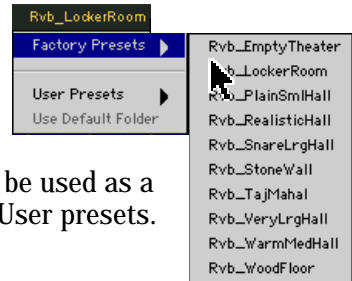 Rvb_LockerRoom
Factory Presets
User Presets
Use Default Folder
Rvb_EmptyTheater
Rvb_LockerRoom
Rvb_PlainSmlHall
Rvb_RealisticHall
Rvb_SnareLrgHall
Rvb_StoneWall
Rvb_TajMahal
Rvb_VeryLrgHall
Rvb_WarmMedHall
Rvb_WoodFloor
be used as a
User presets.